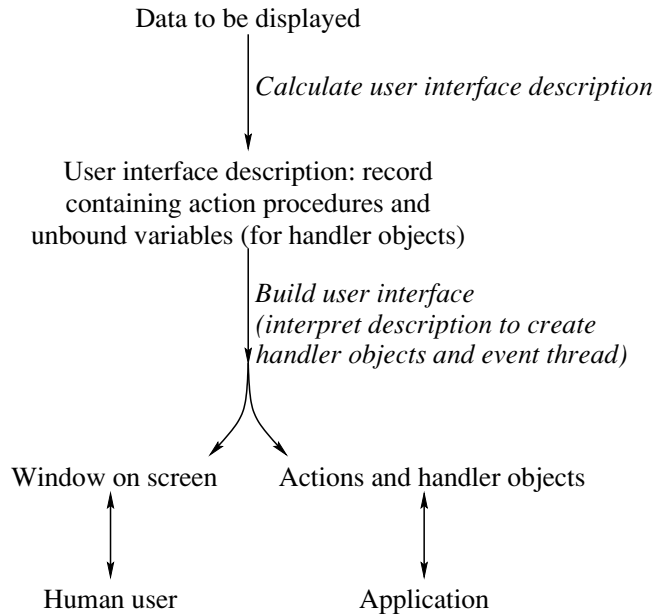 Data to be displayed
Calculate user interface description
User interface description: record
containing action procedures and
unbound variables (for handler objects)
Build user interface
(interpret description to create
handler objects and event thread)
Window on screen
Actions and handler objects
Human user
Application